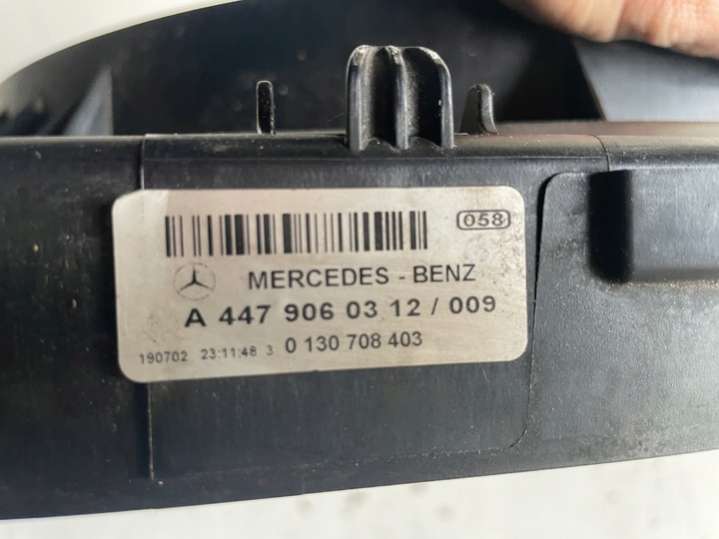 058
MERCEDES - BENZ
A 447 906 03 12 / 009
190702 23:11:48 3 0 130 708 403